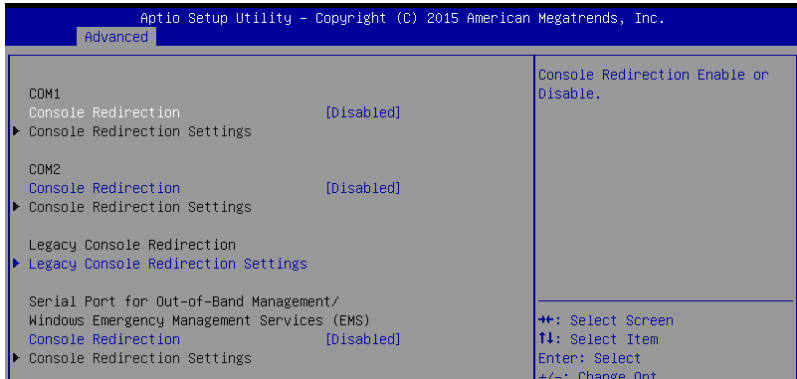 Aptio Setup Utility – Copyright (C) 2015 American Megatrends, Inc.
Advanced
COM1
Console Redirection [Disabled]
Console Redirection Settings
COM2
Console Redirection [Disabled]
Console Redirection Settings
Legacy Console Redirection
Legacy Console Redirection Settings
Serial Port for Out-of-Band Management/
Windows Emergency Management Services (EMS)
Console Redirection [Disabled]
Console Redirection Settings
Console Redirection Enable or
Disable.
→←: Select Screen
↑↓: Select Item
Enter: Select
+/-: Change Opt